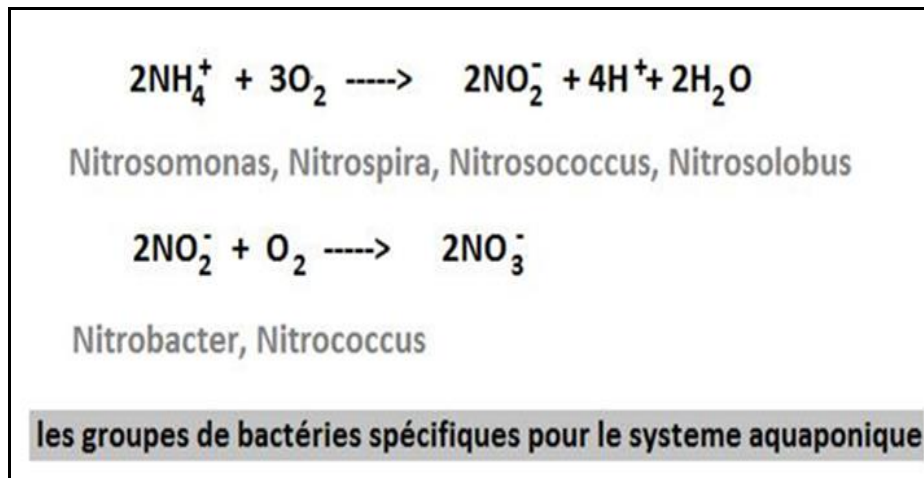 2NH₄⁺ + 3O₂ -----> 2NO₂⁻ + 4H⁺+ 2H₂O
Nitrosomonas, Nitrospira, Nitrosococcus, Nitrosolobus
2NO₂⁻ + O₂ -----> 2NO₃⁻
Nitrobacter, Nitrococcus
les groupes de bactéries spécifiques pour le systeme aquaponique